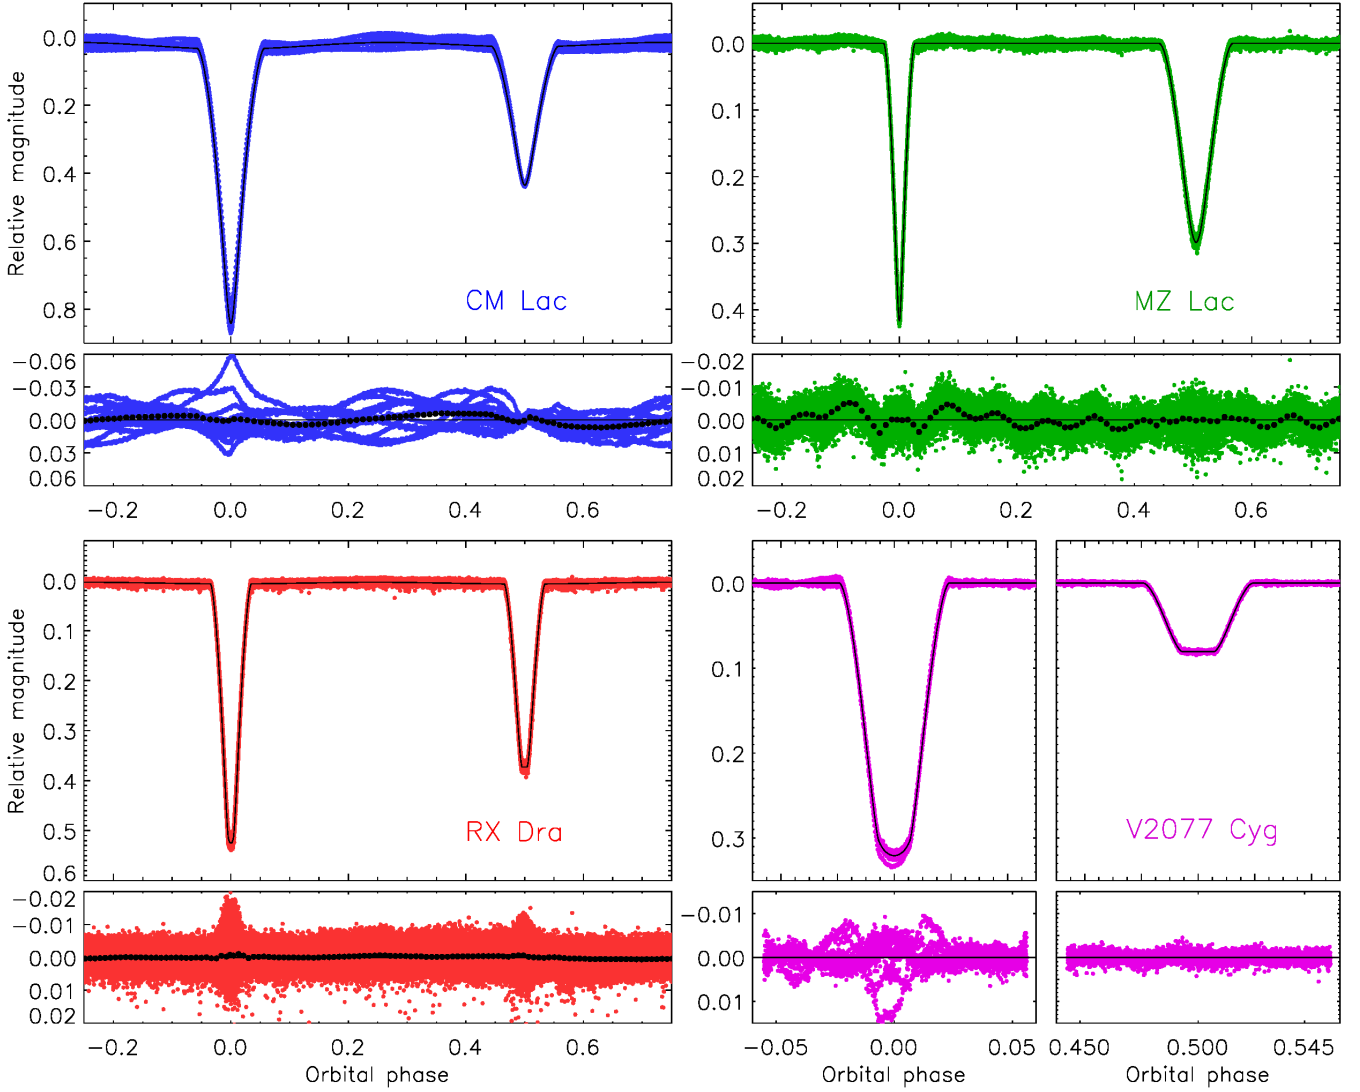 Relative magnitude
0.0
0.2
0.4
0.6
0.8
CM Lac
−0.06
−0.03
0.00
0.03
0.06
−0.2 0.0 0.2 0.4 0.6
0.0
0.1
0.2
0.3
0.4
MZ Lac
−0.02
−0.01
0.00
0.01
0.02
−0.2 0.0 0.2 0.4 0.6
Relative magnitude
0.0
0.1
0.2
0.3
0.4
0.5
0.6
RX Dra
−0.02
−0.01
0.00
0.01
0.02
−0.2 0.0 0.2 0.4 0.6
Orbital phase
0.0
0.1
0.2
0.3
V2077 Cyg
−0.01
0.00
0.01
−0.05 0.00 0.05
Orbital phase
0.450 0.500 0.545
Orbital phase